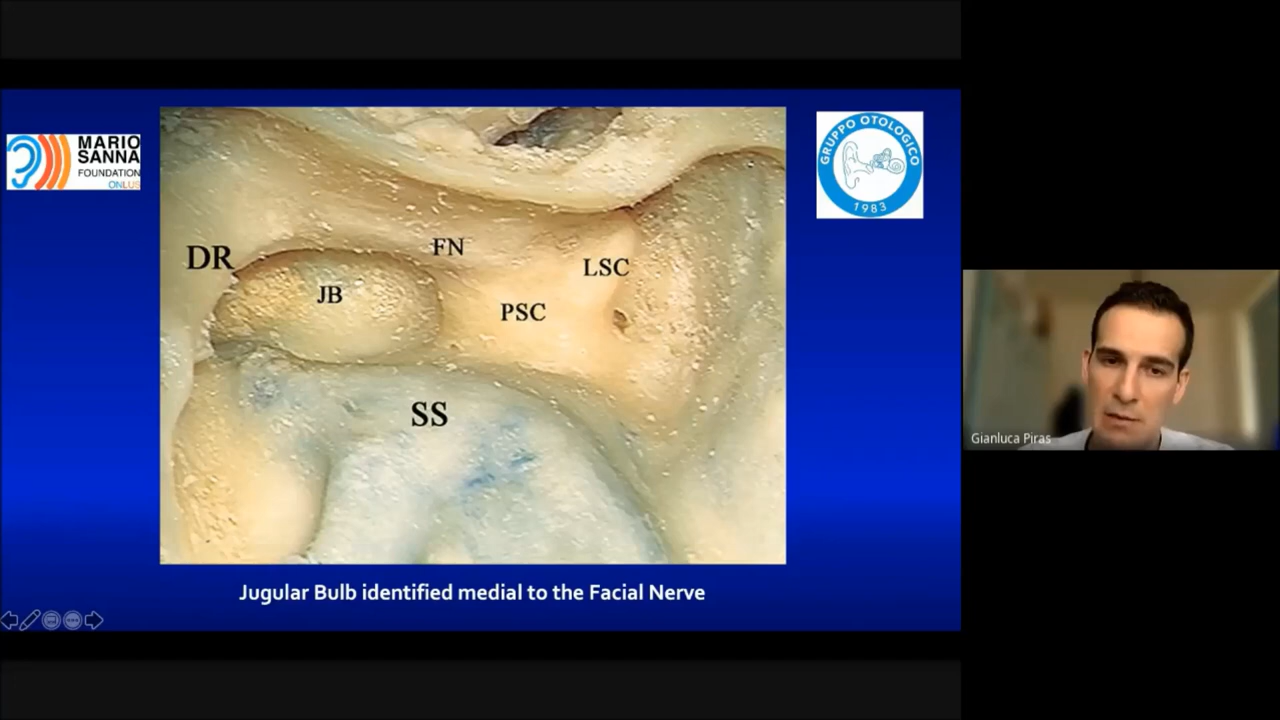 MARIO
SANNA
FOUNDATION
ONLUS
GRUPPO OTOLOGICO
1983
DR
FN
LSC
JB
PSC
SS
Jugular Bulb identified medial to the Facial Nerve
Gianluca Piras